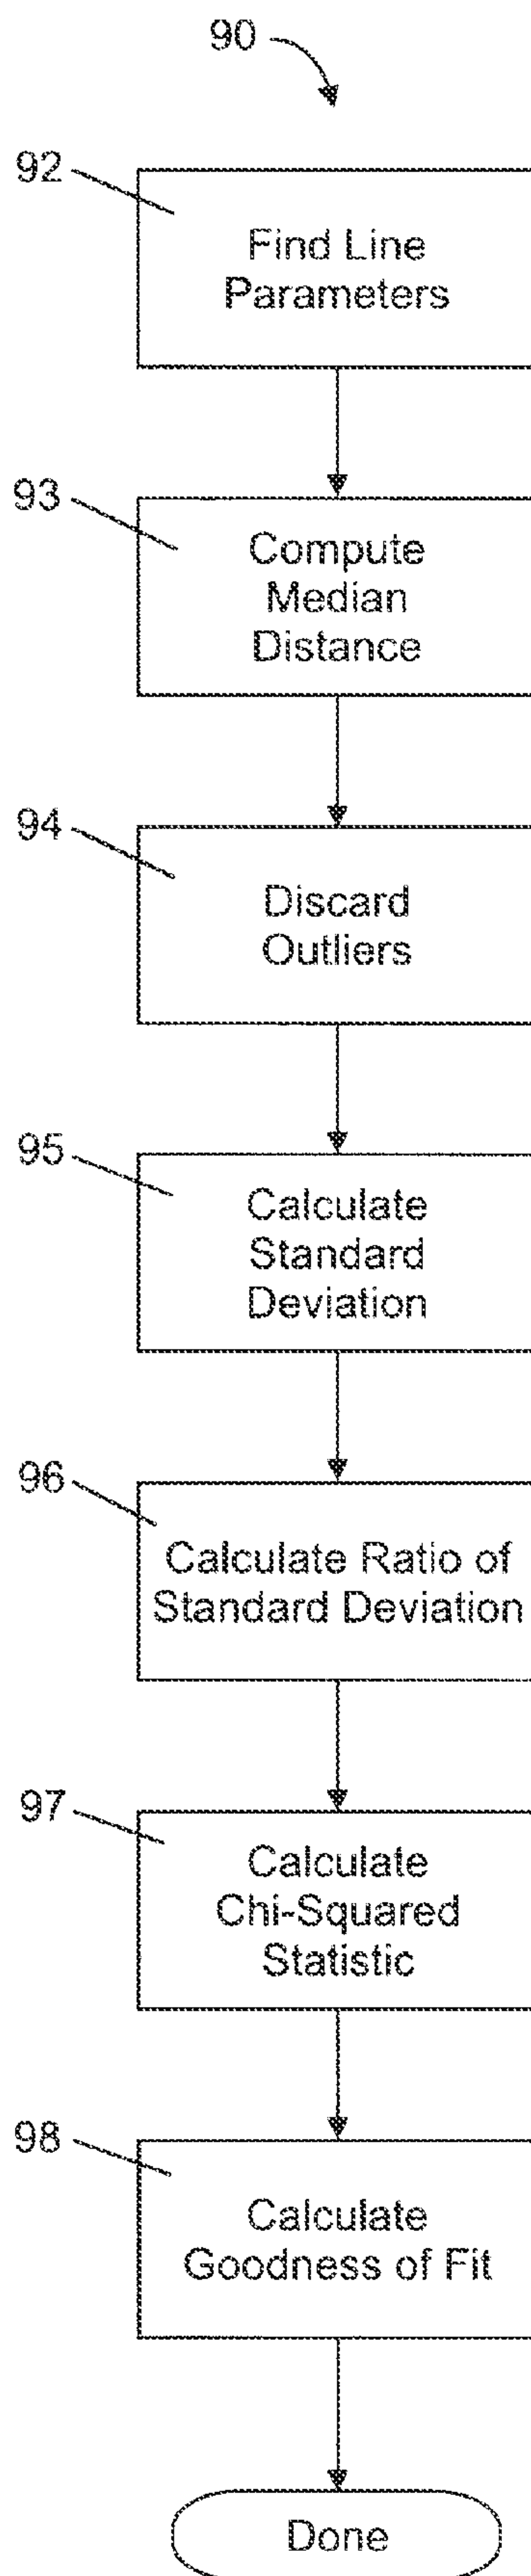 90
92
Find Line
Parameters
93
Compute
Median
Distance
94
Discard
Outliers
95
Calculate
Standard
Deviation
96
Calculate Ratio of
Standard Deviation
97
Calculate
Chi-Squared
Statistic
98
Calculate
Goodness of Fit
Done